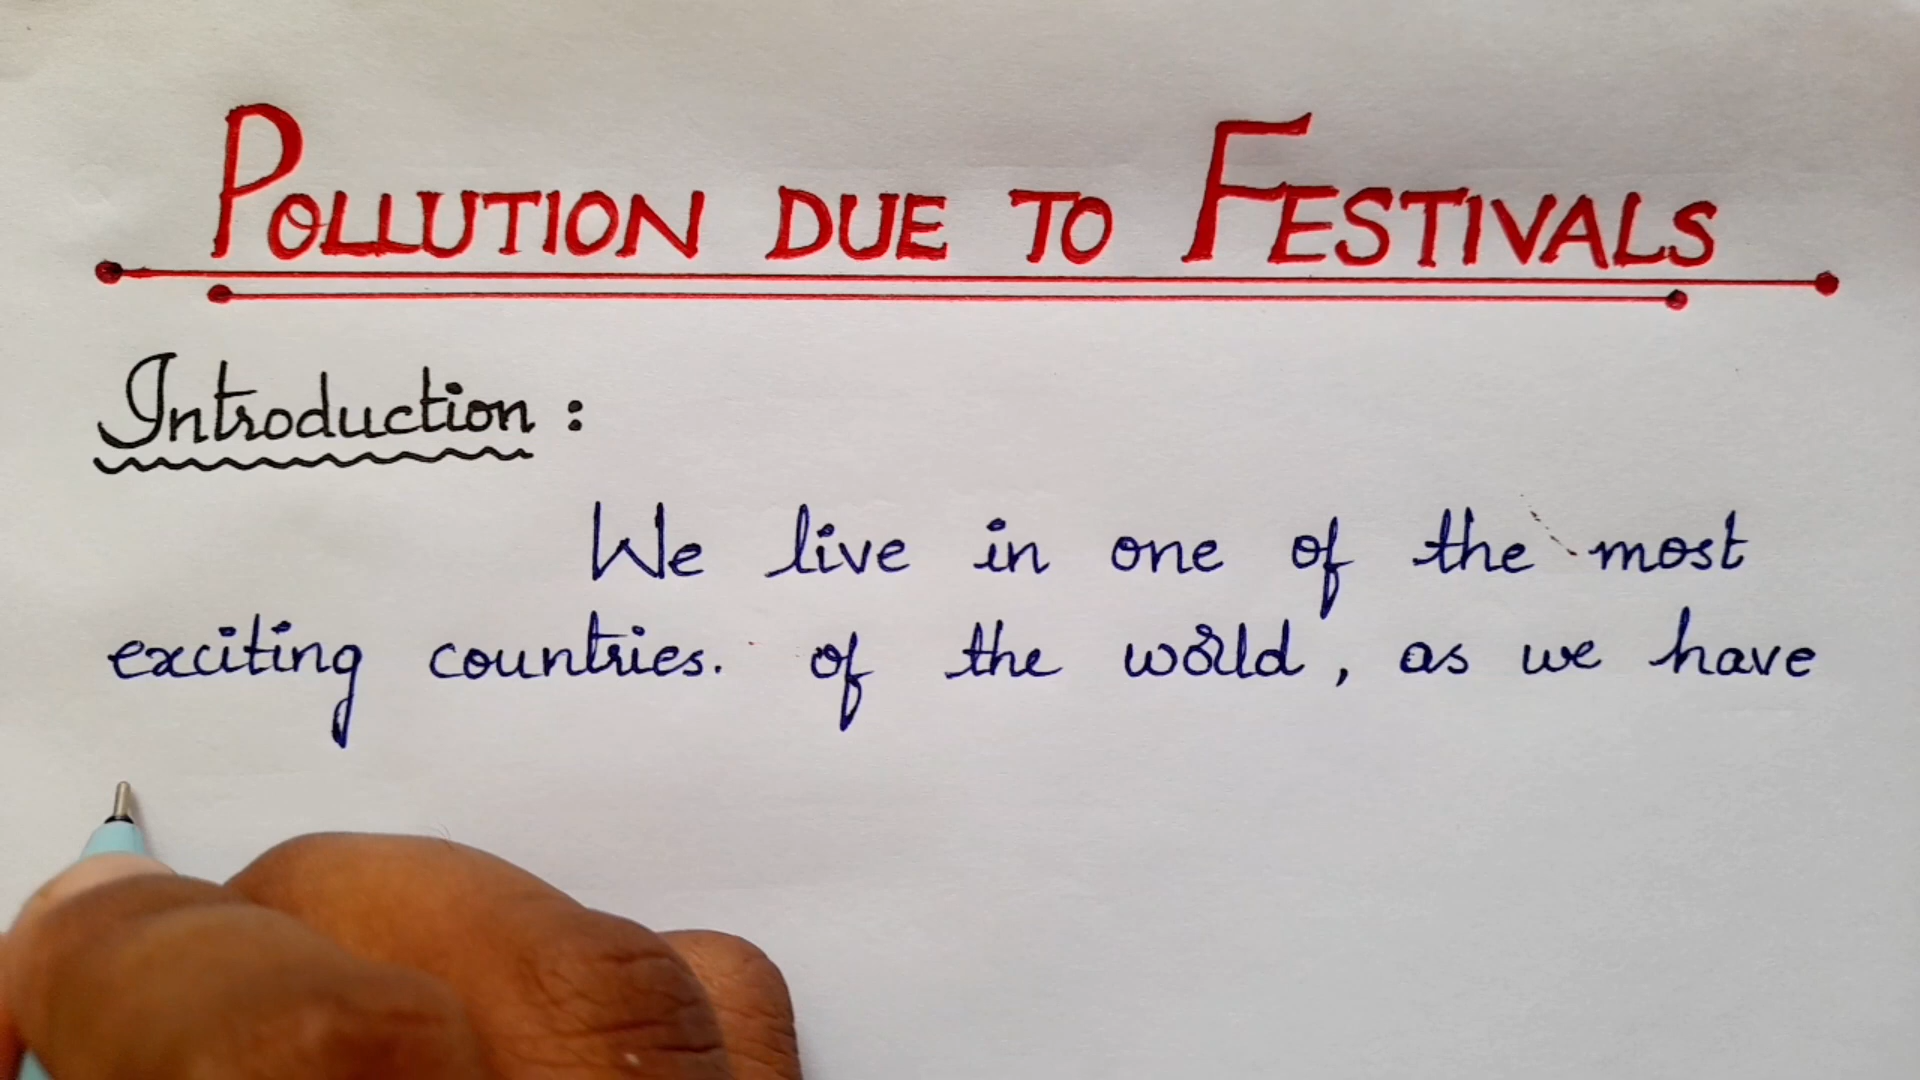 POLLUTION DUE TO FESTIVALS
Introduction :
We live in one of the most
exciting countries. of the world, as we have